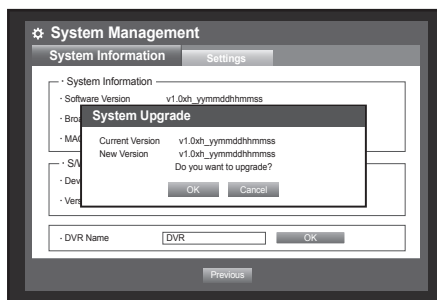 System Management
System Information
Settings
· System Information
· Software Version v1.0xh_yymmddhhmmss
· Broa
· MAC
System Upgrade
Current Version v1.0xh_yymmddhhmmss
New Version v1.0xh_yymmddhhmmss
Do you want to upgrade?
OK Cancel
· S/W
· Dev
· Vers
· DVR Name DVR OK
Previous